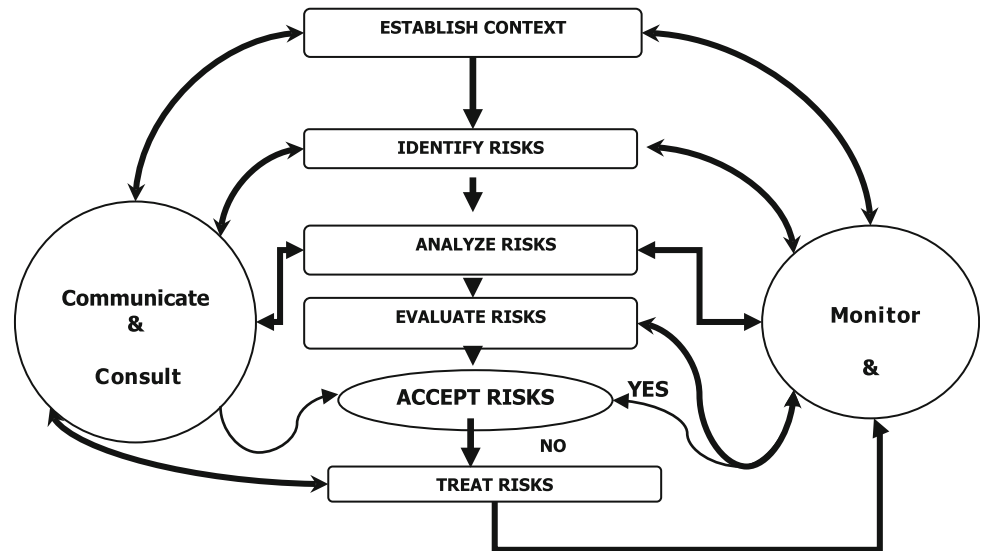 ESTABLISH CONTEXT
IDENTIFY RISKS
ANALYZE RISKS
Communicate
&
Consult
EVALUATE RISKS
Monitor
&
ACCEPT RISKS
YES
NO
TREAT RISKS